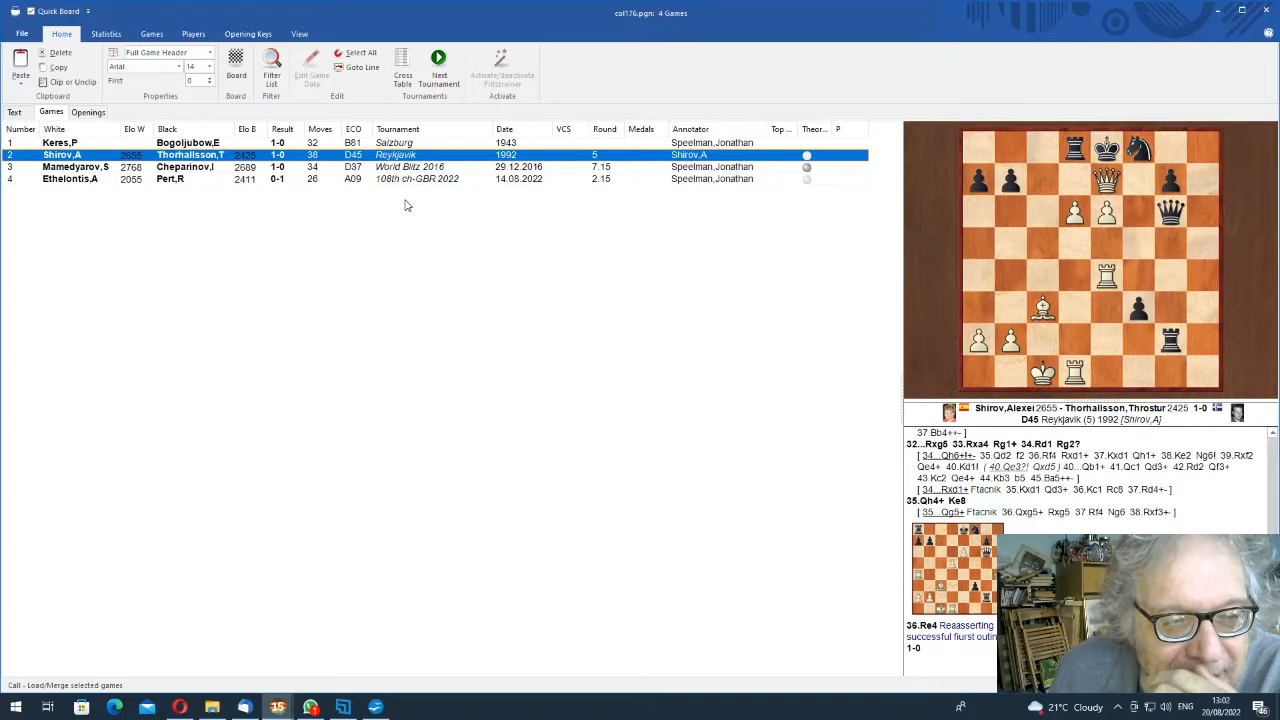 Quick Board
col176.pgn: 4 Games
File Home Statistics Games Players Opening Keys View
Paste
Delete
Copy
Clip or Unclip
Clipboard
Full Game Header
Arial 14
First 0
Properties
Board
Board
Filter List
Filter
Edit Game Data
Select All
Goto Line
Edit
Cross Table
Next Tournament
Tournaments
Activate/deactivate Fritztrainer
Activate
Text Games Openings
Number White Elo W Black Elo B Result Moves ECO Tournament Date VCS Round Medals Annotator Top ... Theor... P
1 Keres,P Bogoljubow,E 1-0 32 B81 Salzburg 1943 Speelman,Jonathan
2 Shirov,A 2655 Thorhallsson,T 2425 1-0 38 D45 Reykjavik 1992 5 Shirov,A
3 Mamedyarov,S 2768 Cheparinov,I 2689 1-0 34 D37 World Blitz 2016 29.12.2016 7.15 Speelman,Jonathan
4 Ethelontis,A 2055 Pert,R 2411 0-1 26 A09 108th ch-GBR 2022 14.08.2022 2.15 Speelman,Jonathan
Shirov,Alexei 2655 - Thorhallsson,Throstur 2425 1-0
D45 Reykjavik (5) 1992 [Shirov,A]
37.Bb4++- ]
32...Rxg5 33.Rxa4 Rg1+ 34.Rd1 Rg2?
[ 34...Qh6+!+- 35.Qd2 f2 36.Rf4 Rxd1+ 37.Kxd1 Qh1+ 38.Ke2 Ng6! 39.Rxf2
Qe4+ 40.Kd1! ( 40.Qe3?! Qxd5 ) 40...Qb1+ 41.Qc1 Qd3+ 42.Rd2 Qf3+
43.Kc2 Qe4+ 44.Kb3 b5 45.Ba5++- ]
[ 34...Rxd1+ Ftacnik 35.Kxd1 Qd3+ 36.Kc1 Rc8 37.Rd4+- ]
35.Qh4+ Ke8
[ 35...Qg5+ Ftacnik 36.Qxg5+ Rxg5 37.Rf4 Ng6 38.Rxf3+- ]
36.Re4 Reaasserting
successful fiurst outin
1-0
Call - Load/Merge selected games
15
1
21°C Cloudy
ENG
13:02
20/08/2022
46